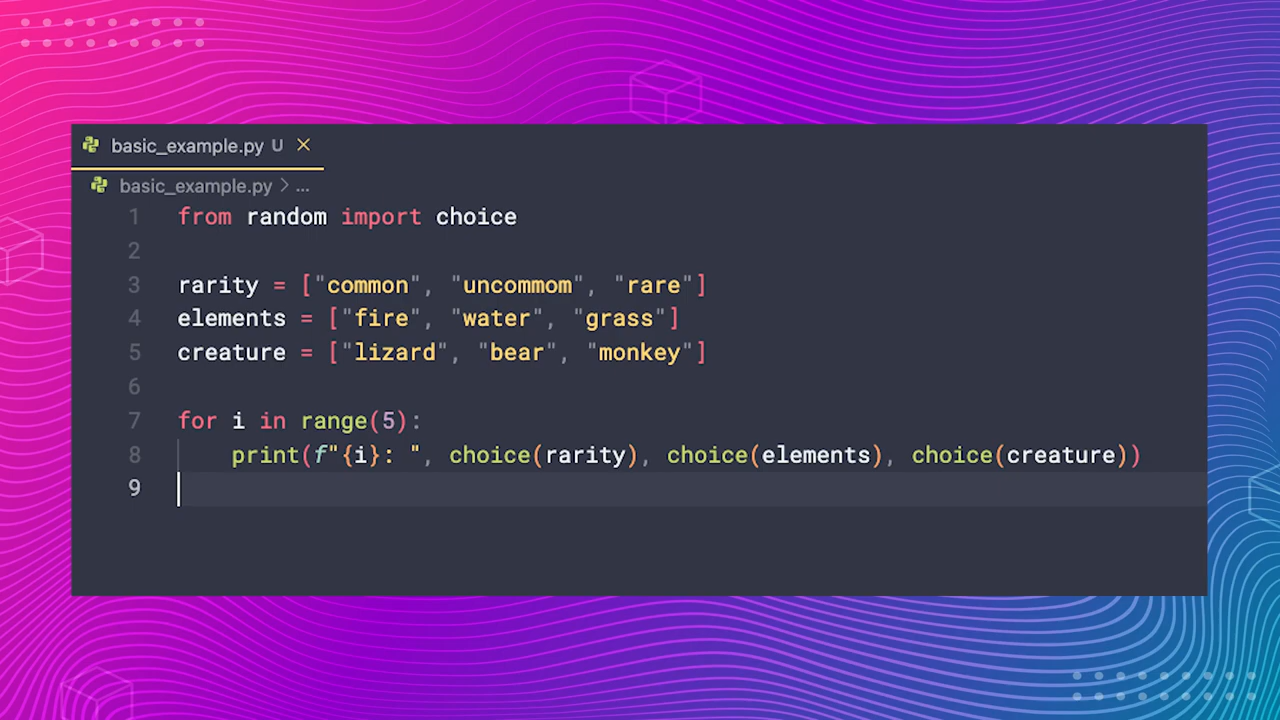 basic_example.py U ×
basic_example.py > ...
1 from random import choice
2
3 rarity = ["common", "uncommom", "rare"]
4 elements = ["fire", "water", "grass"]
5 creature = ["lizard", "bear", "monkey"]
6
7 for i in range(5):
8     print(f"{i}: ", choice(rarity), choice(elements), choice(creature))
9